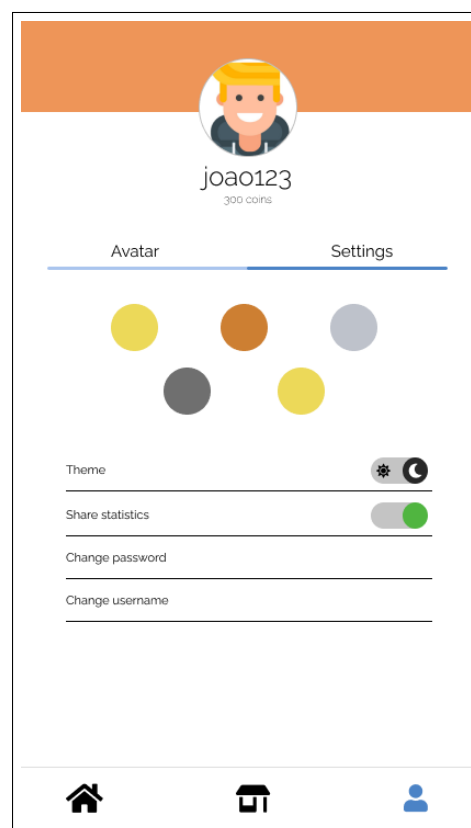 joao123
300 coins
Avatar
Settings
Theme
Share statistics
Change password
Change username